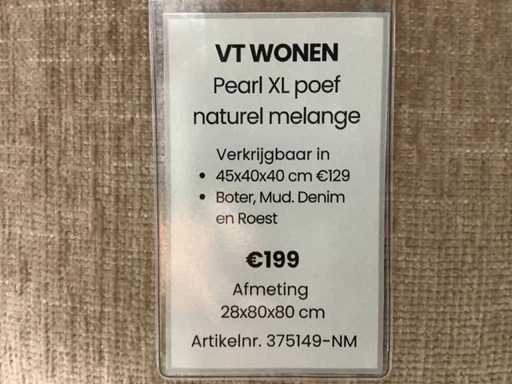 VT WONEN
Pearl XL poef
naturel melange
Verkrijgbaar in
• 45x40x40 cm €129
• Boter, Mud. Denim
en Roest
€199
Afmeting
28x80x80 cm
Artikelnr. 375149-NM